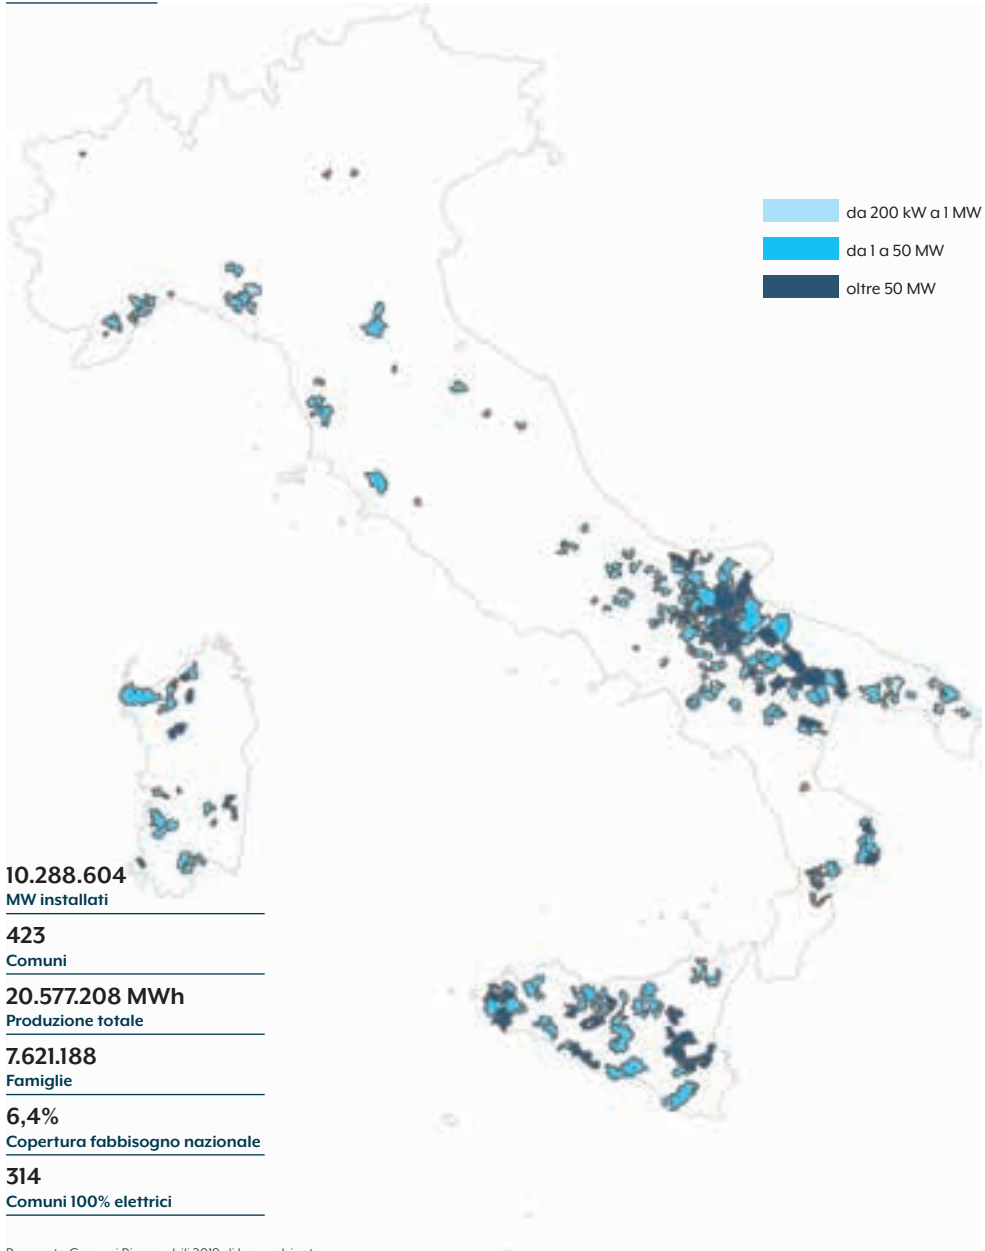 da 200 kW a 1 MW
da 1 a 50 MW
oltre 50 MW
10.288.604
MW installati
423
Comuni
20.577.208 MWh
Produzione totale
7.621.188
Famiglie
6,4%
Copertura fabbisogno nazionale
314
Comuni 100% elettrici